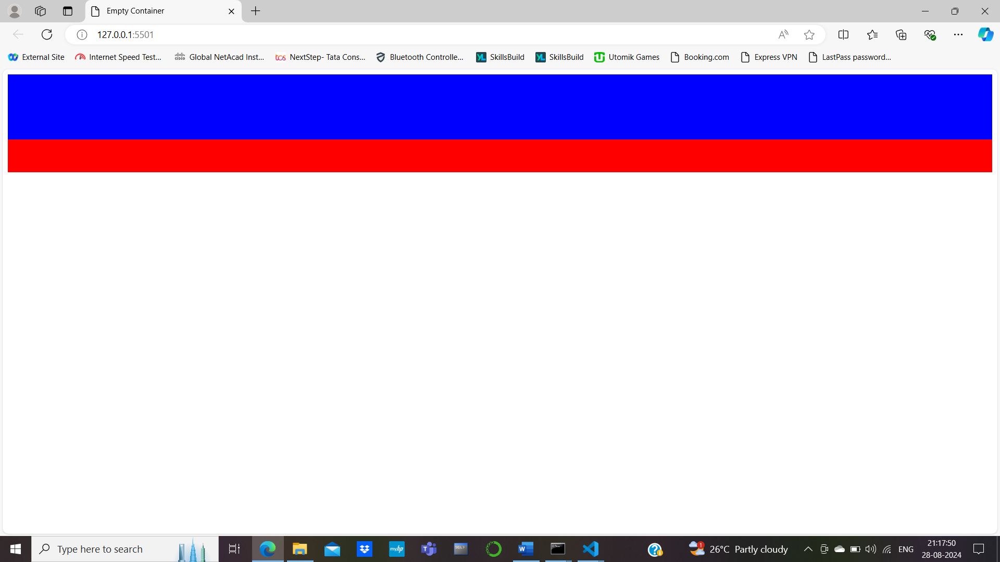 Empty Container
127.0.0.1:5501
External Site Internet Speed Test... Global NetAcad Inst... NextStep- Tata Cons... Bluetooth Controlle... SkillsBuild SkillsBuild Utomik Games Booking.com Express VPN LastPass password...
Type here to search
26°C Partly cloudy
ENG
21:17:50
28-08-2024